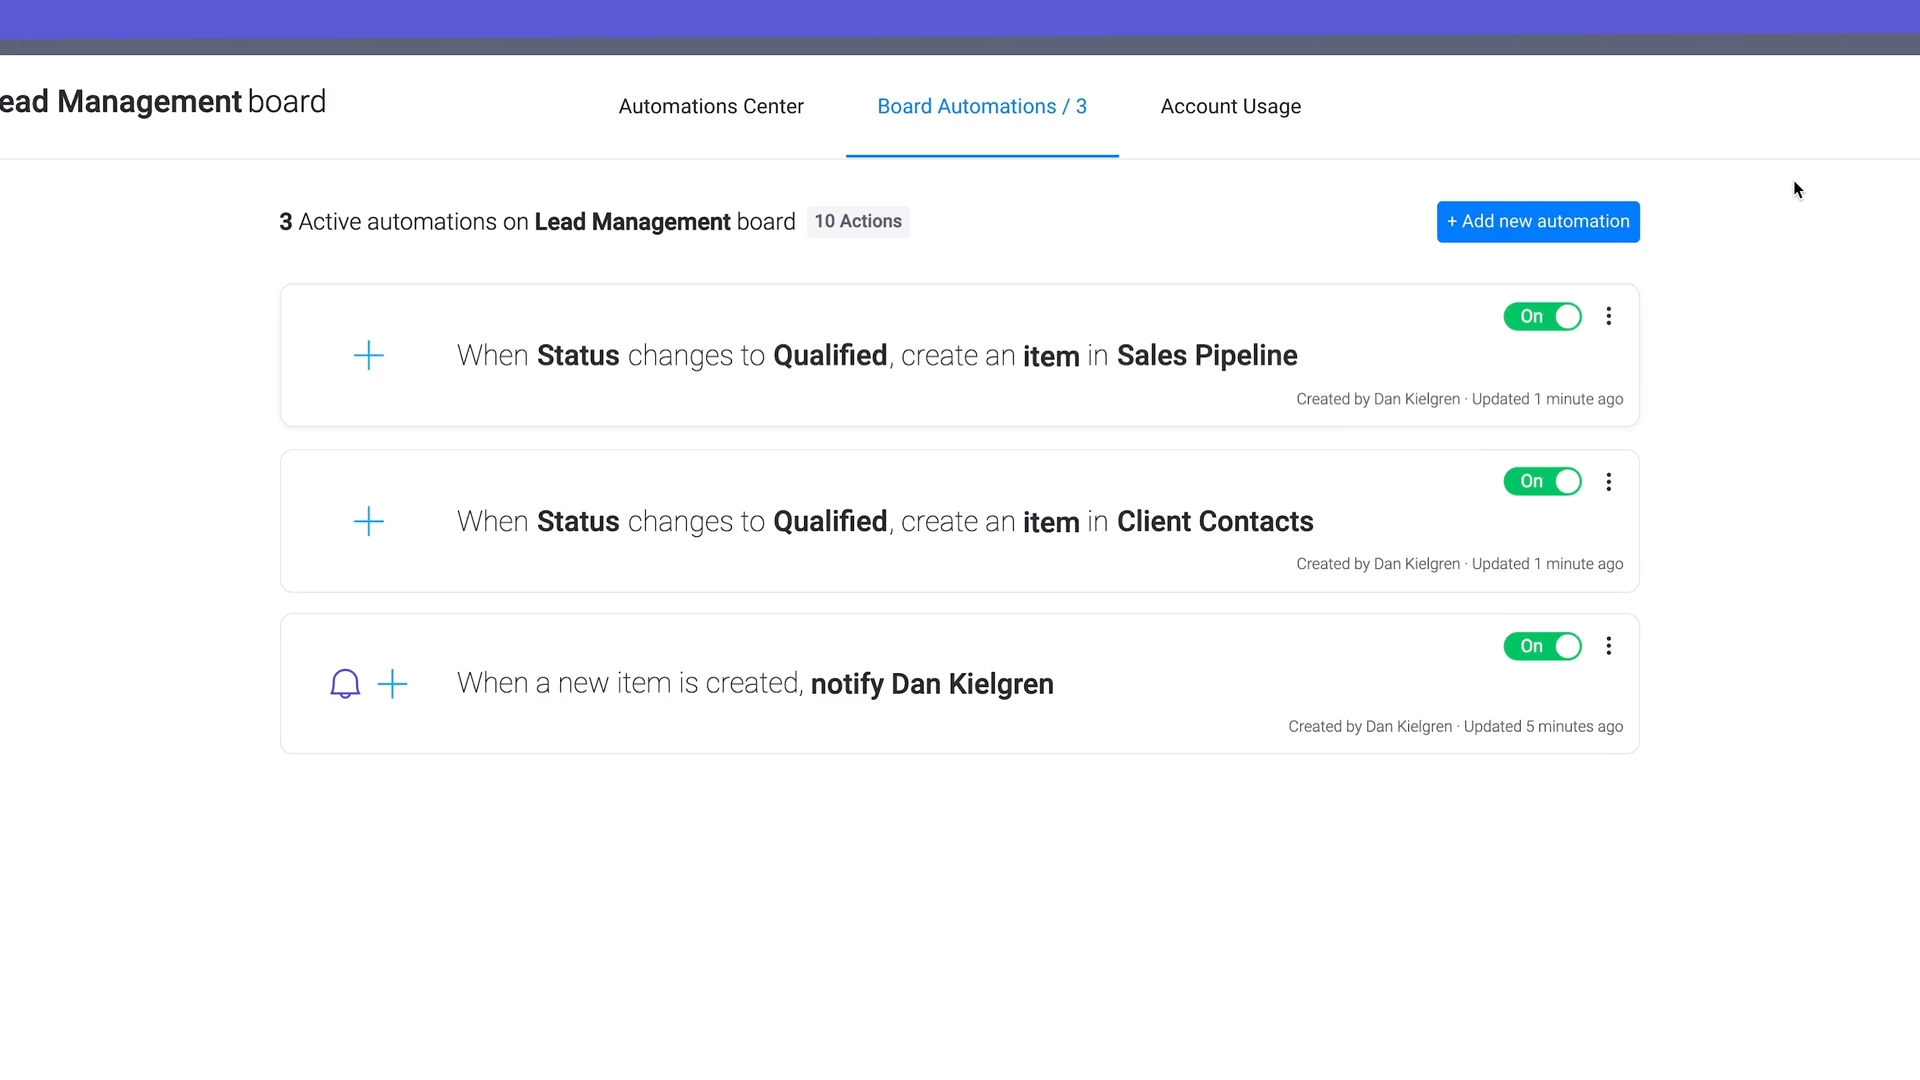 ead Management board
Automations Center
Board Automations / 3
Account Usage
3 Active automations on Lead Management board
10 Actions
+ Add new automation
On
When Status changes to Qualified, create an item in Sales Pipeline
Created by Dan Kielgren · Updated 1 minute ago
On
When Status changes to Qualified, create an item in Client Contacts
Created by Dan Kielgren · Updated 1 minute ago
On
When a new item is created, notify Dan Kielgren
Created by Dan Kielgren · Updated 5 minutes ago